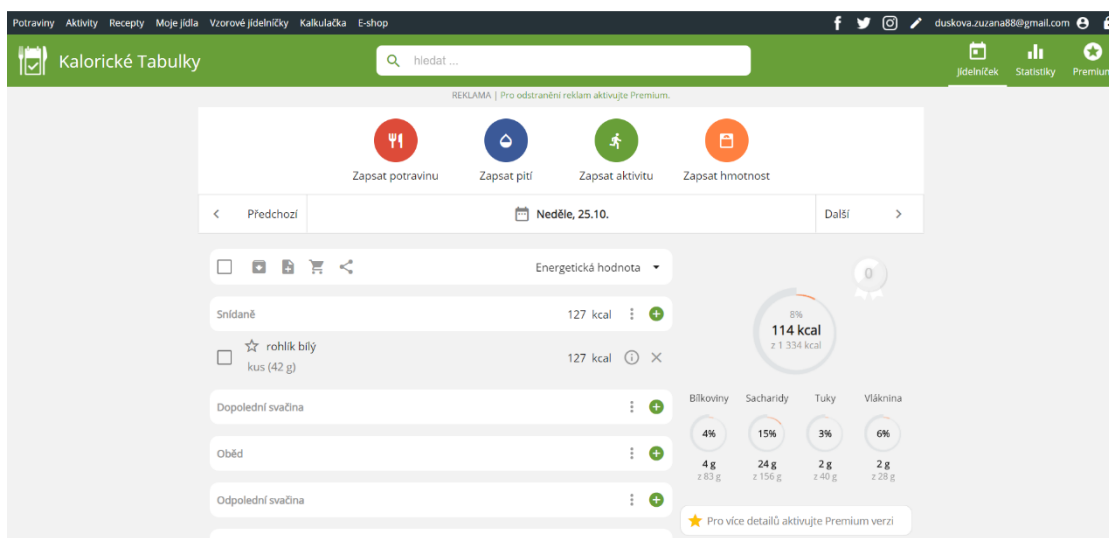 Potraviny Aktivity Recepty Moje jídla Vzorové jídelníčky Kalkulačka E-shop duskova.zuzana88@gmail.com
Kalorické Tabulky hledat ... Jídelníček Statistiky Premium
REKLAMA | Pro odstranění reklam aktivujte Premium.
Zapsat potravinu Zapsat pití Zapsat aktivitu Zapsat hmotnost
Předchozí Neděle, 25.10. Další
Energetická hodnota
0
Snídaně 127 kcal
8%
114 kcal
z 1 334 kcal
rohlík bílý
kus (42 g)
127 kcal
Dopolední svačina
Bílkoviny Sacharidy Tuky Vláknina
4% 15% 3% 6%
Oběd
4 g 24 g 2 g 2 g
z 83 g z 156 g z 40 g z 28 g
Odpolední svačina
Pro více detailů aktivujte Premium verzi